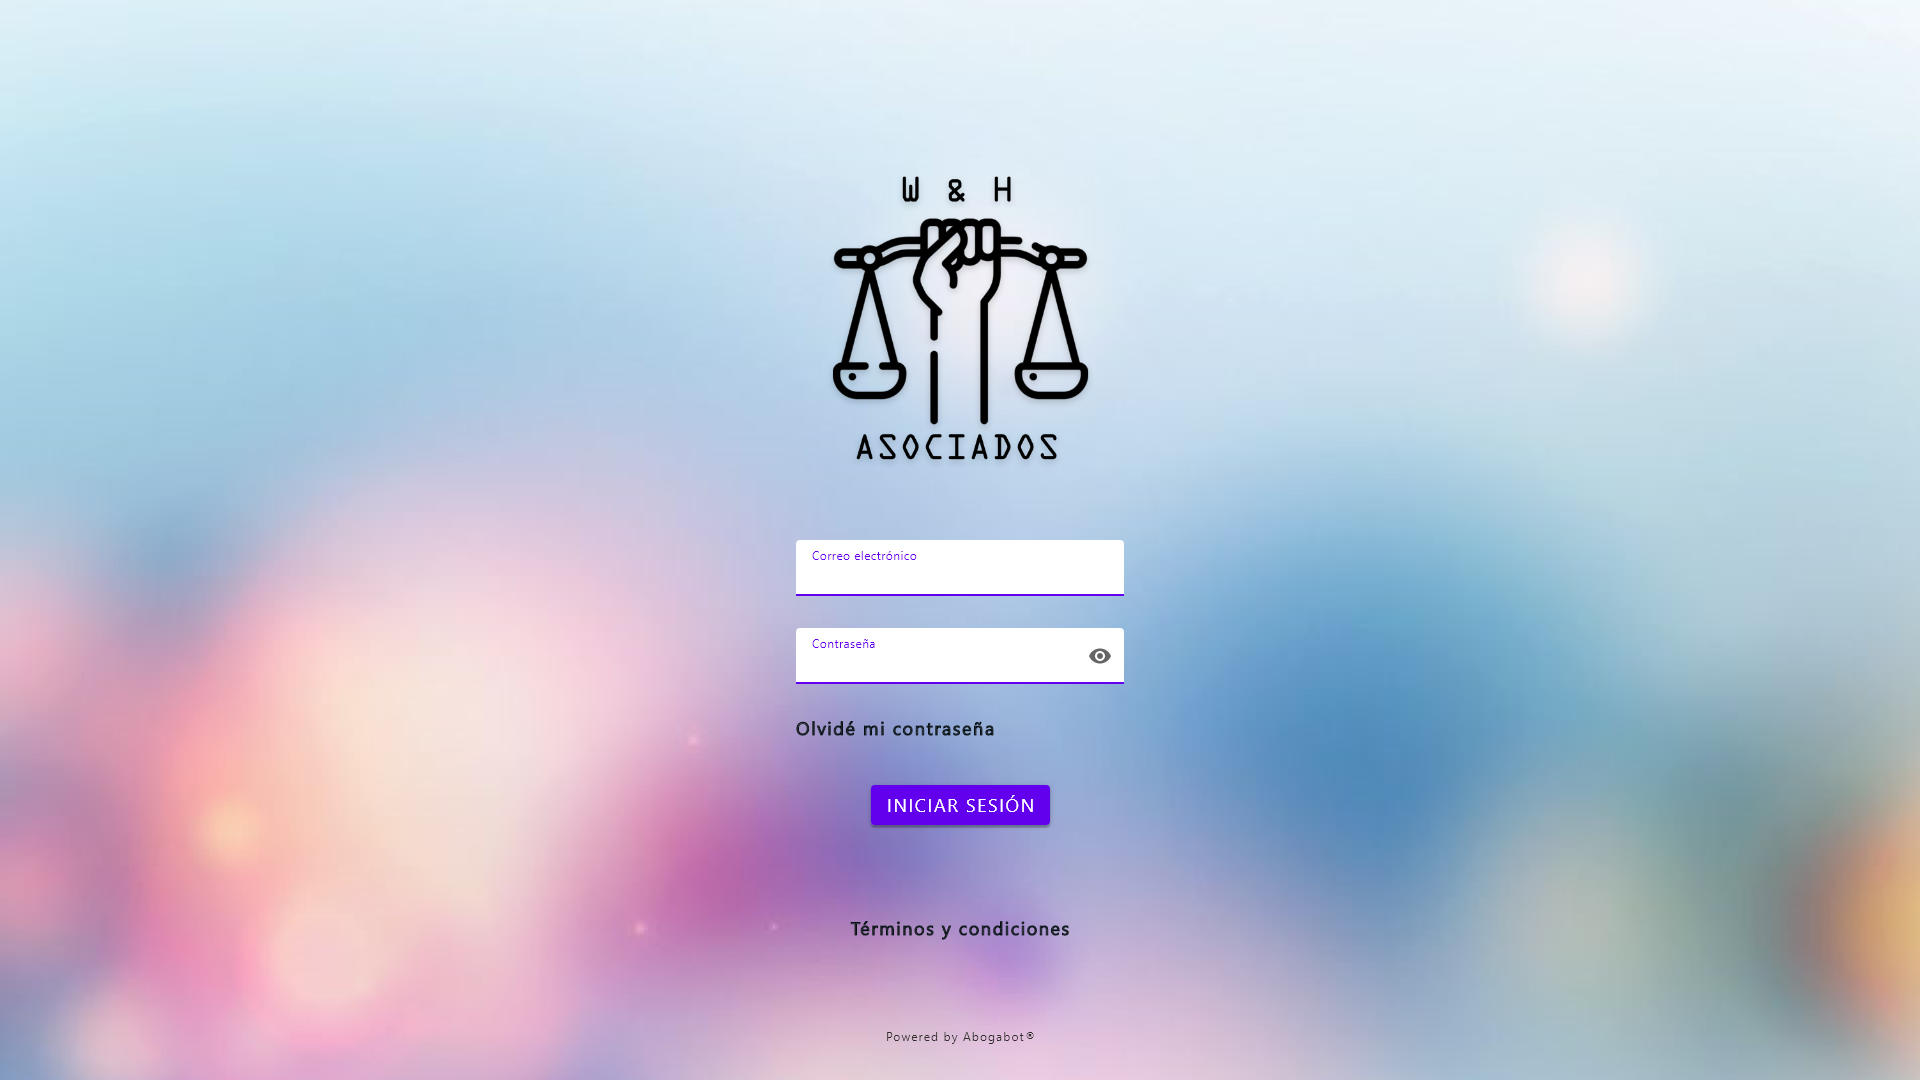 W & H
ASOCIADOS
Correo electrónico
Contraseña
Olvidé mi contraseña
INICIAR SESIÓN
Términos y condiciones
Powered by Abogabot®